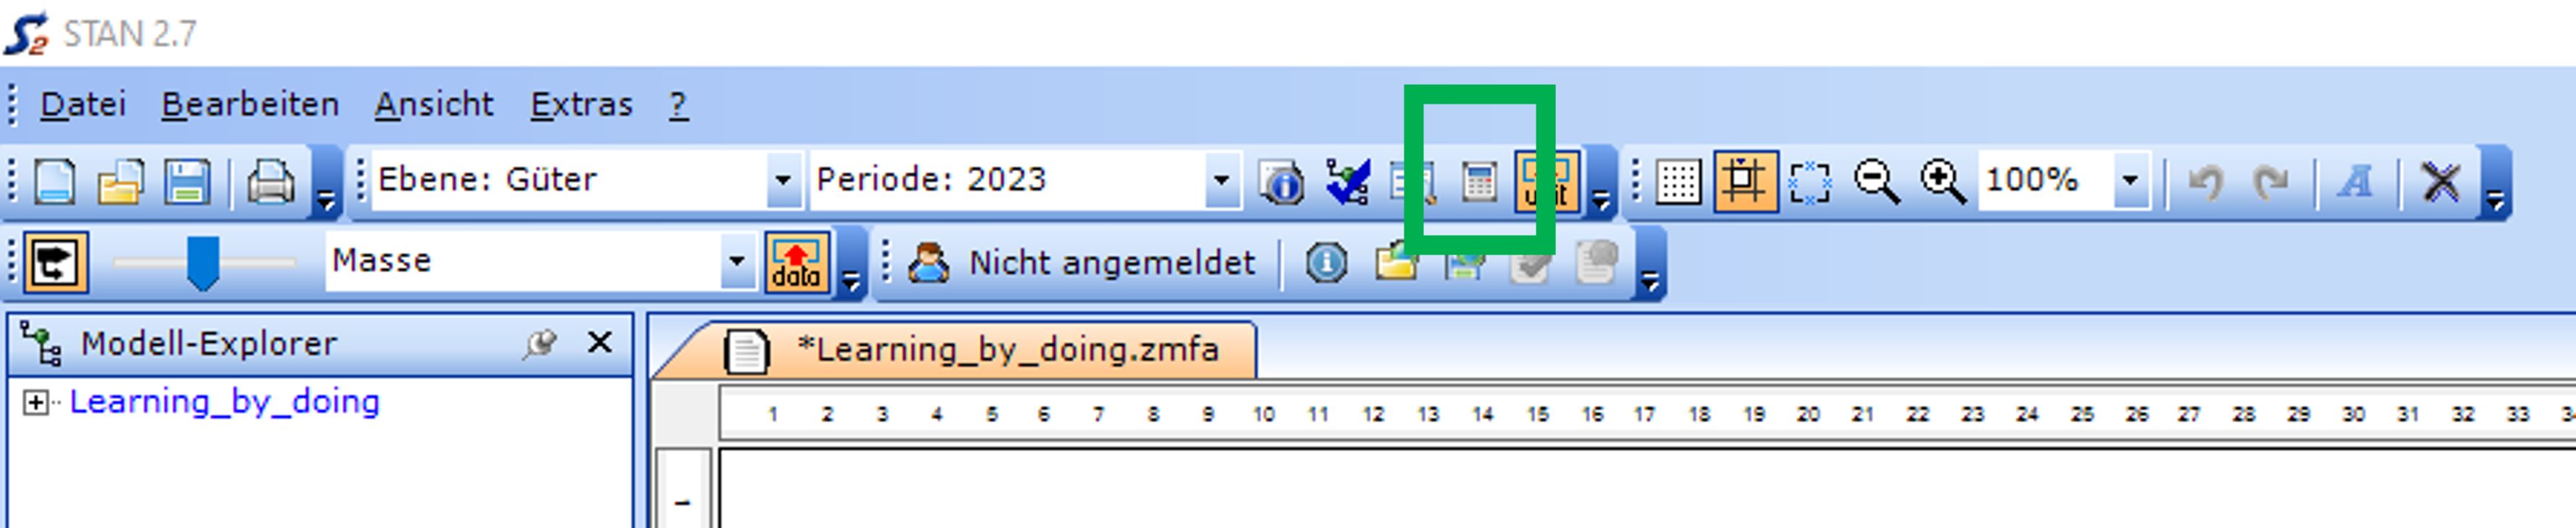 S2 STAN 2.7
Datei Bearbeiten Ansicht Extras ?
Ebene: Güter Periode: 2023 unit 100% A
Masse data Nicht angemeldet
Modell-Explorer *Learning_by_doing.zmfa
Learning_by_doing
1 2 3 4 5 6 7 8 9 10 11 12 13 14 15 16 17 18 19 20 21 22 23 24 25 26 27 28 29 30 31 32 33